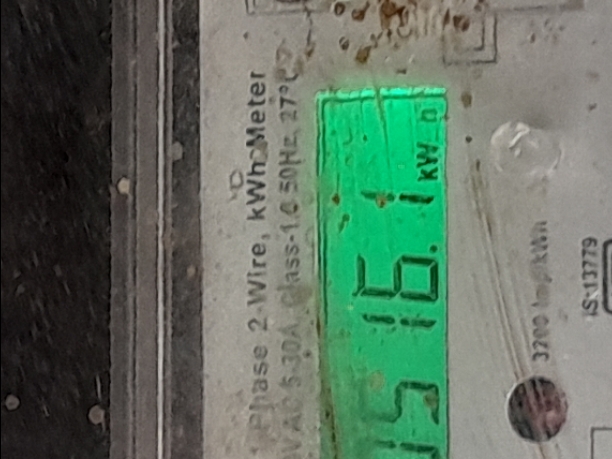 Phase 2 Wire, kWh Meter
V AC 5-30A, Class-1.0 50Hz, 27°C
516.1
kW h
3200 Imp/kWh
IS:13779